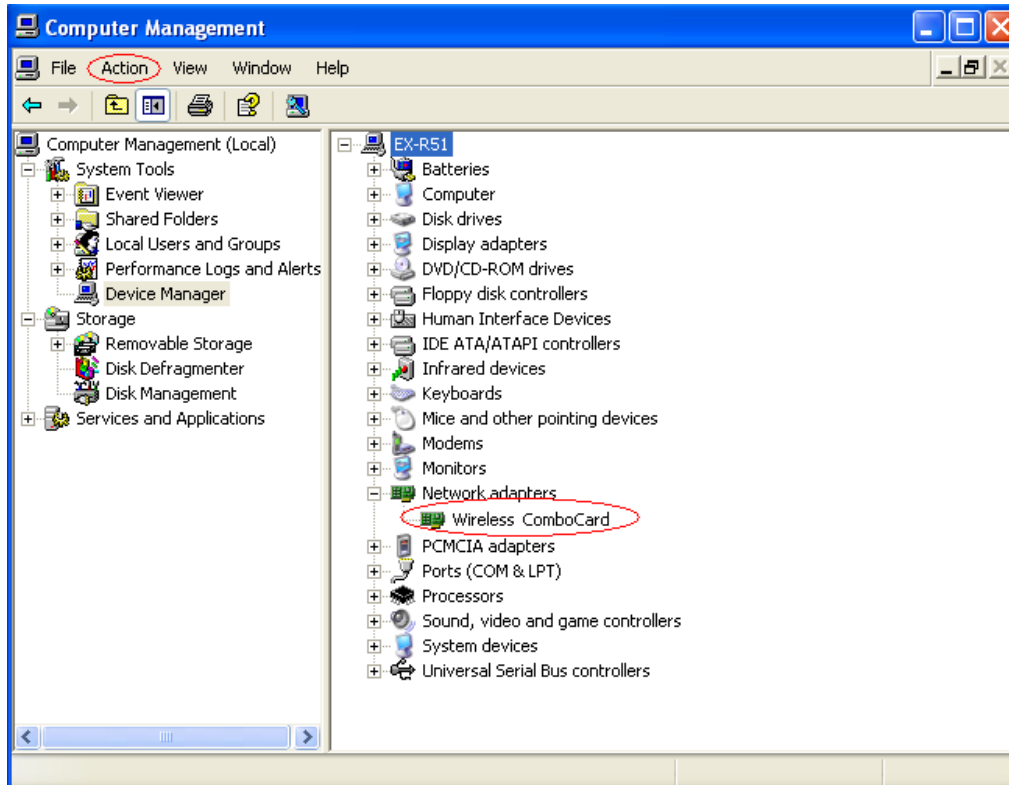 Computer Management
File Action View Window Help
Computer Management (Local)
System Tools
Event Viewer
Shared Folders
Local Users and Groups
Performance Logs and Alerts
Device Manager
Storage
Removable Storage
Disk Defragmenter
Disk Management
Services and Applications
EX-R51
Batteries
Computer
Disk drives
Display adapters
DVD/CD-ROM drives
Floppy disk controllers
Human Interface Devices
IDE ATA/ATAPI controllers
Infrared devices
Keyboards
Mice and other pointing devices
Modems
Monitors
Network adapters
Wireless ComboCard
PCMCIA adapters
Ports (COM & LPT)
Processors
Sound, video and game controllers
System devices
Universal Serial Bus controllers